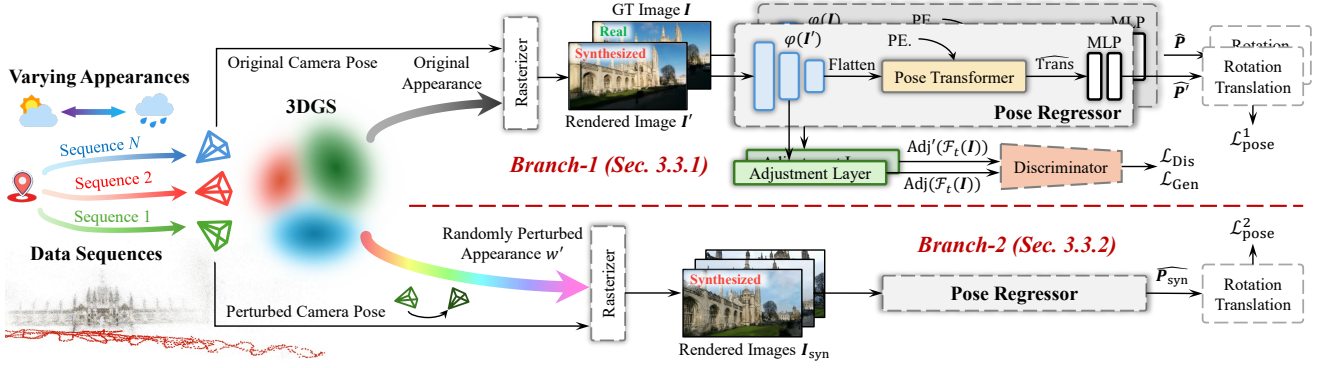 Varying Appearances
Sequence N
Sequence 2
Sequence 1
Data Sequences
3DGS
Original Camera Pose
Original
Appearance
Rasterizer
GT Image I
Real
Synthesized
Rendered Image I′
φ(I)
φ(I′)
PE.
PE.
Flatten
Pose Transformer
Trans
MLP
MLP
Pose Regressor
P̂
P̂′
Rotation
Rotation
Translation
ℒ¹pose
Branch-1 (Sec. 3.3.1)
Adjustment Layer
Adj′(ℱt(I))
Adj(ℱt(I))
Discriminator
ℒDis
ℒGen
Randomly Perturbed
Appearance w′
Perturbed Camera Pose
Rasterizer
Synthesized
Rendered Images Isyn
Branch-2 (Sec. 3.3.2)
Pose Regressor
P̂syn
Rotation
Translation
ℒ²pose